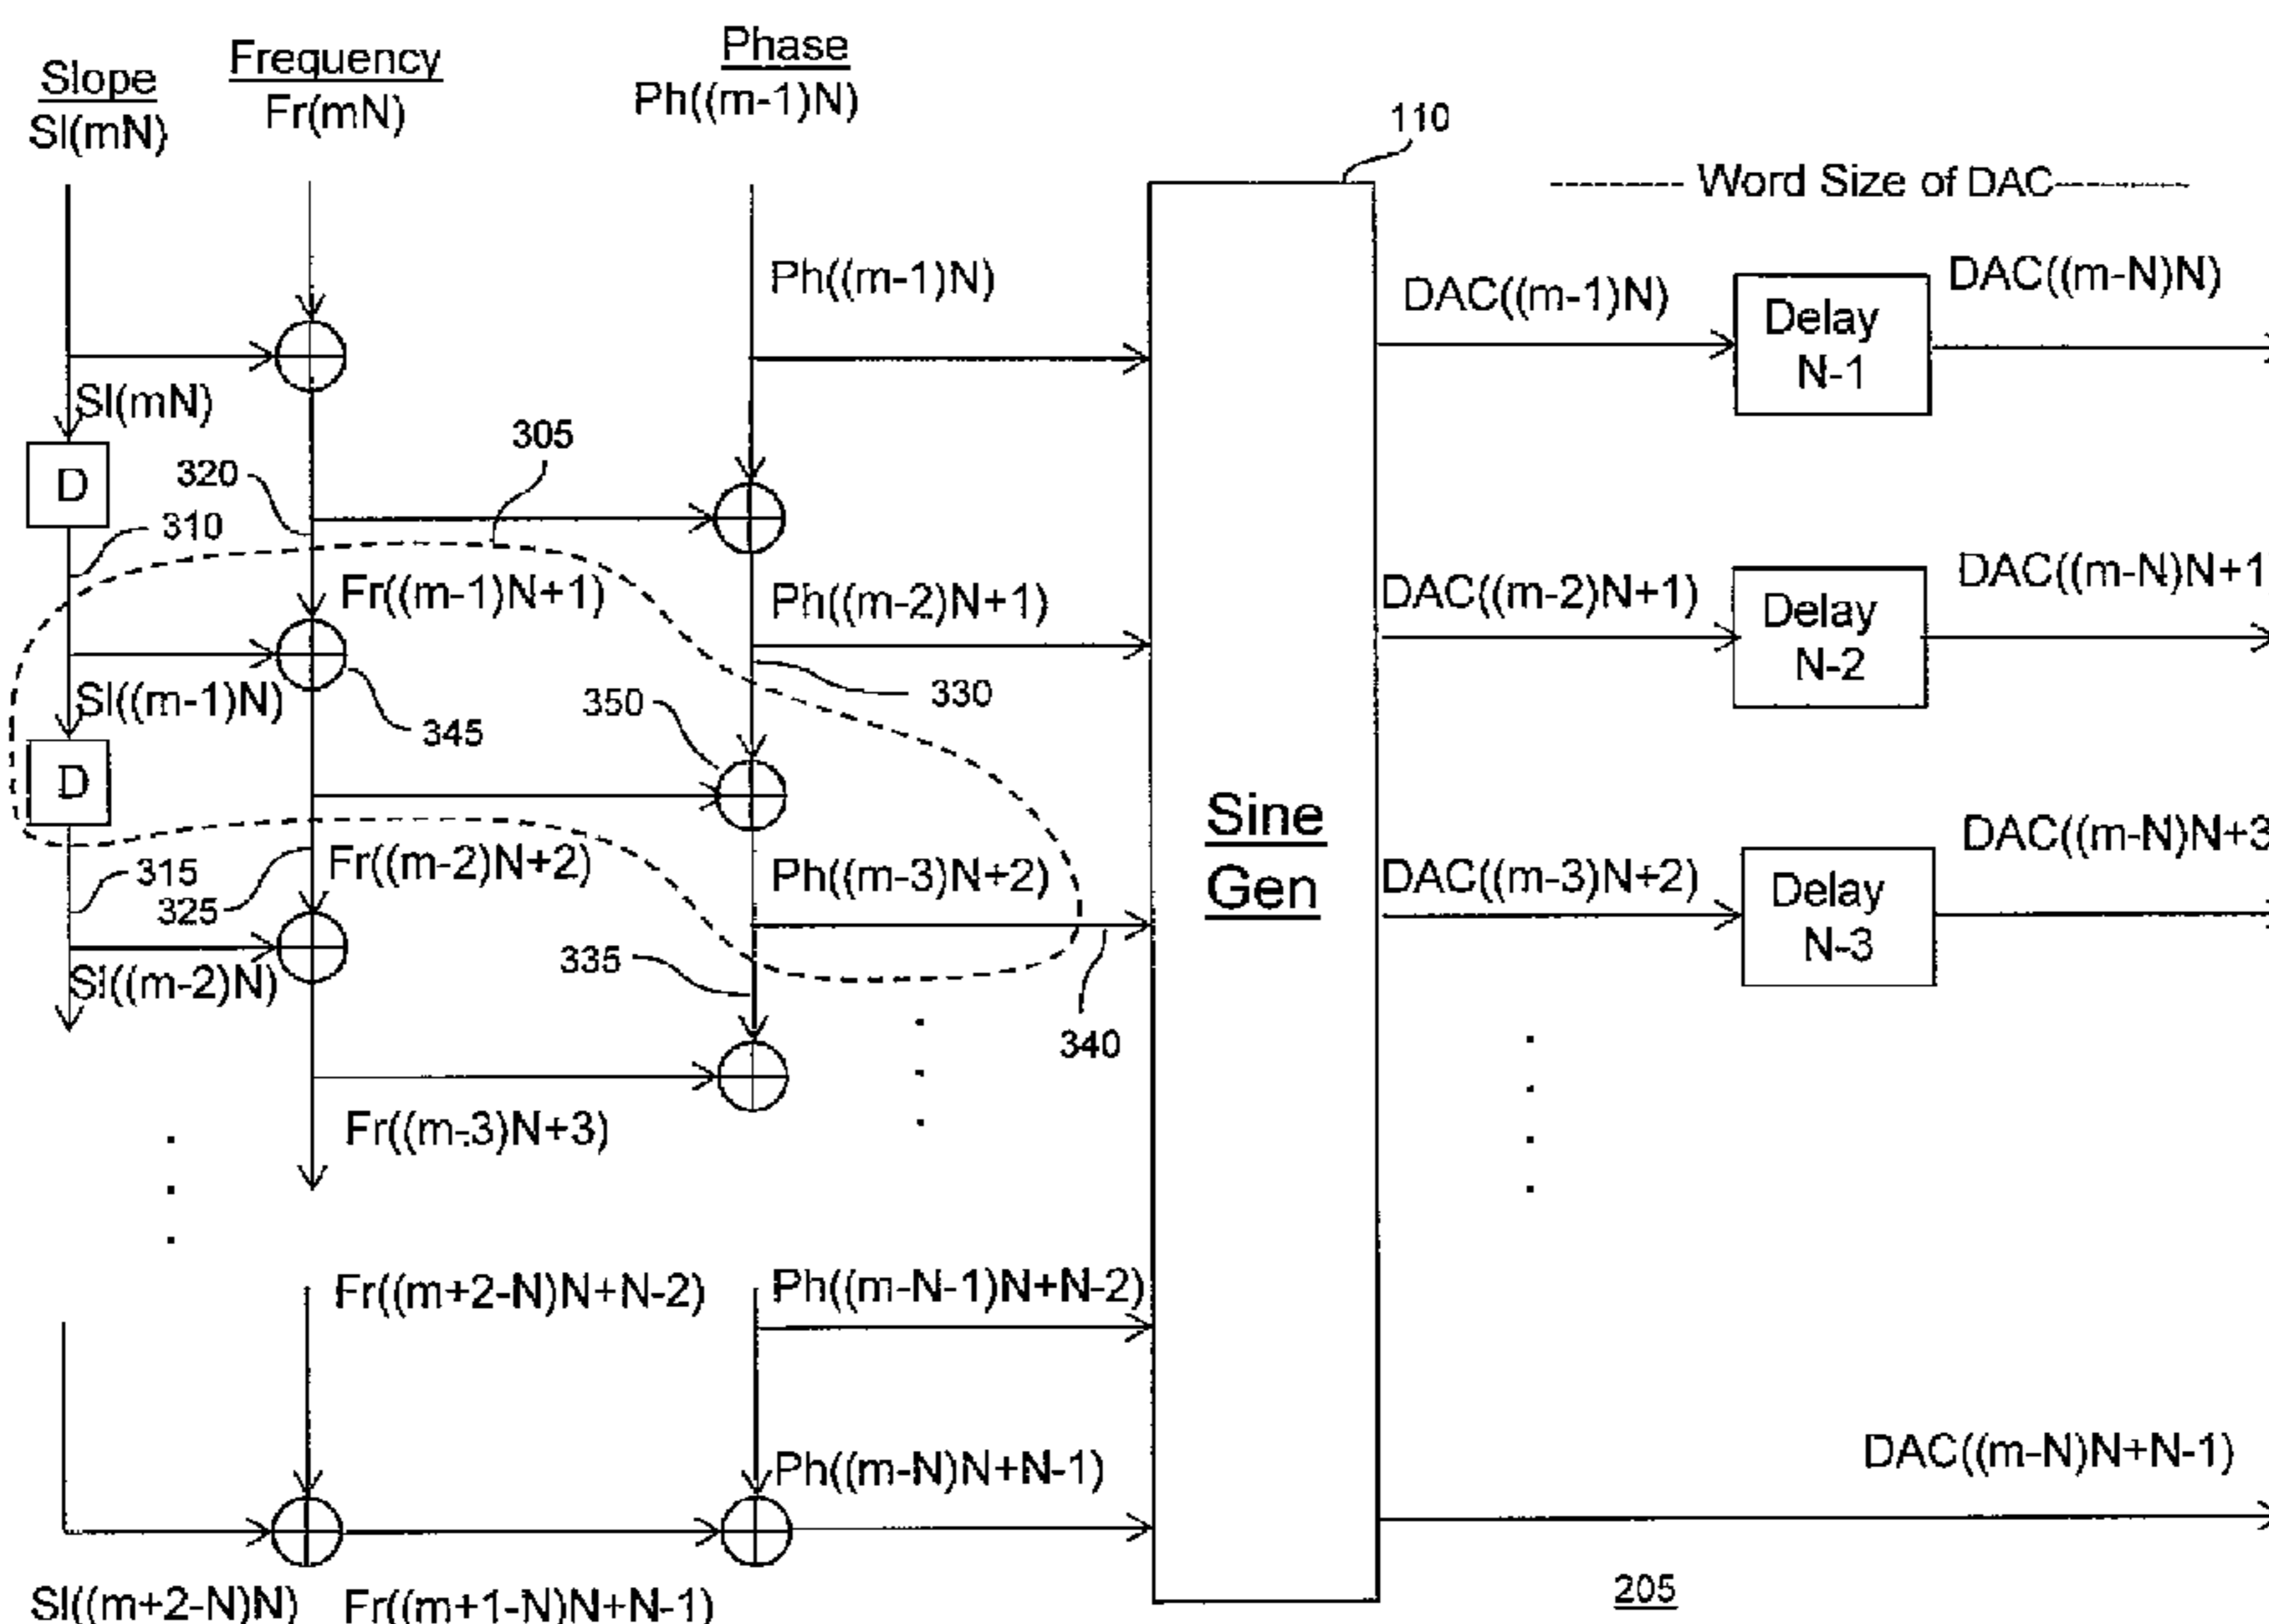 Slope
Sl(mN)
Frequency
Fr(mN)
Phase
Ph((m-1)N)
110
Word Size of DAC
Ph((m-1)N)
DAC((m-1)N)
Delay
N-1
DAC((m-N)N)
Sl(mN)
D
320
305
310
Fr((m-1)N+1)
Ph((m-2)N+1)
DAC((m-2)N+1)
Delay
N-2
DAC((m-N)N+1
Sl((m-1)N)
345
350
330
D
Sine
Gen
315
325
Fr((m-2)N+2)
Ph((m-3)N+2)
DAC((m-3)N+2)
Delay
N-3
DAC((m-N)N+3
Sl((m-2)N)
335
340
Fr((m-3)N+3)
Fr((m+2-N)N+N-2)
Ph((m-N-1)N+N-2)
Ph((m-N)N+N-1)
DAC((m-N)N+N-1)
Sl((m+2-N)N)
Fr((m+1-N)N+N-1)
205